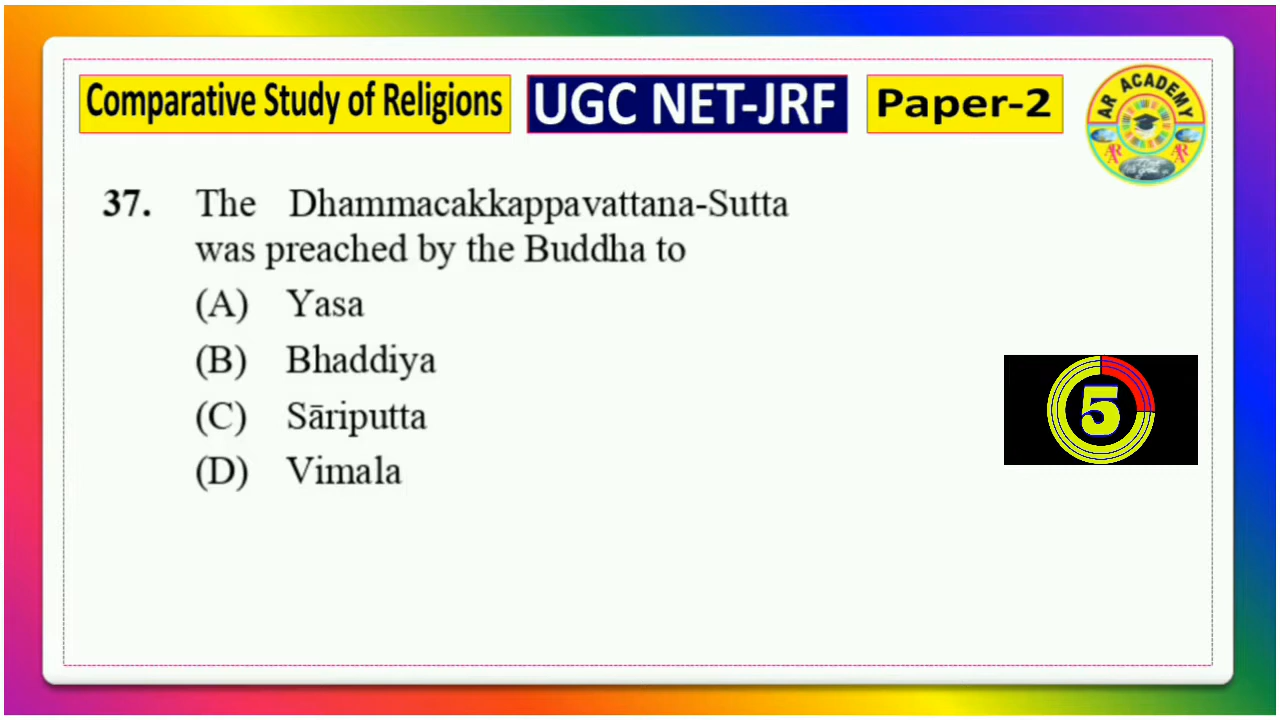 Comparative Study of Religions UGC NET-JRF Paper-2
AR ACADEMY
37. The Dhammacakkappavattana-Sutta
was preached by the Buddha to
(A) Yasa
(B) Bhaddiya
(C) Sāriputta
(D) Vimala
5